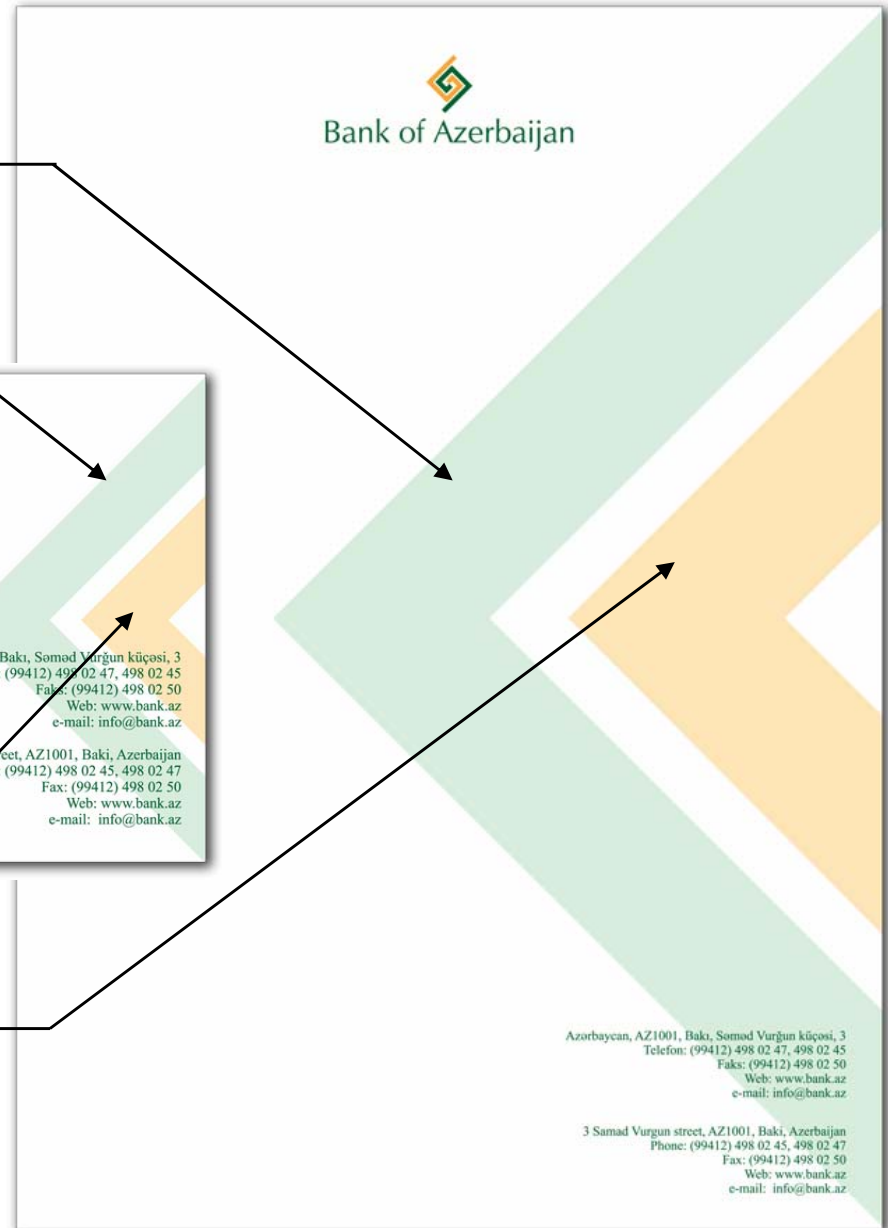 Bank of Azerbaijan
Bakı, Səməd Vurğun küçəsi, 3
(99412) 498 02 47, 498 02 45
Faks: (99412) 498 02 50
Web: www.bank.az
e-mail: info@bank.az
AZ1001, Baki, Azerbaijan
(99412) 498 02 45, 498 02 47
Fax: (99412) 498 02 50
Web: www.bank.az
e-mail: info@bank.az
Azərbaycan, AZ1001, Bakı, Səməd Vurğun küçəsi, 3
Telefon: (99412) 498 02 47, 498 02 45
Faks: (99412) 498 02 50
Web: www.bank.az
e-mail: info@bank.az
3 Samad Vurgun street, AZ1001, Baki, Azerbaijan
Phone: (99412) 498 02 45, 498 02 47
Fax: (99412) 498 02 50
Web: www.bank.az
e-mail: info@bank.az